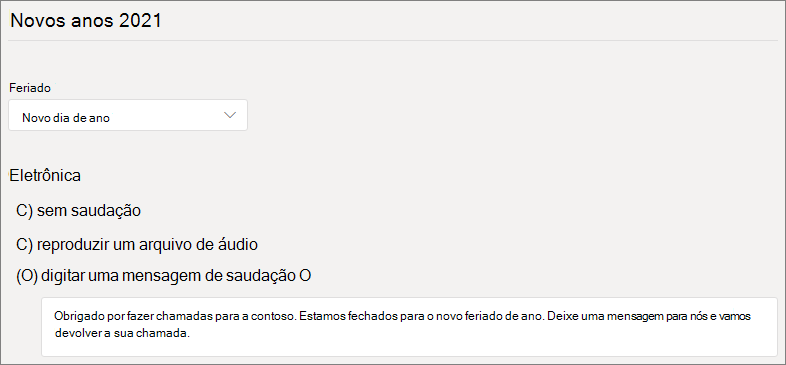 Novos anos 2021
Feriado
Novo dia de ano
Eletrônica
C) sem saudação
C) reproduzir um arquivo de áudio
(O) digitar uma mensagem de saudação O
Obrigado por fazer chamadas para a contoso. Estamos fechados para o novo feriado de ano. Deixe uma mensagem para nós e vamos
devolver a sua chamada.